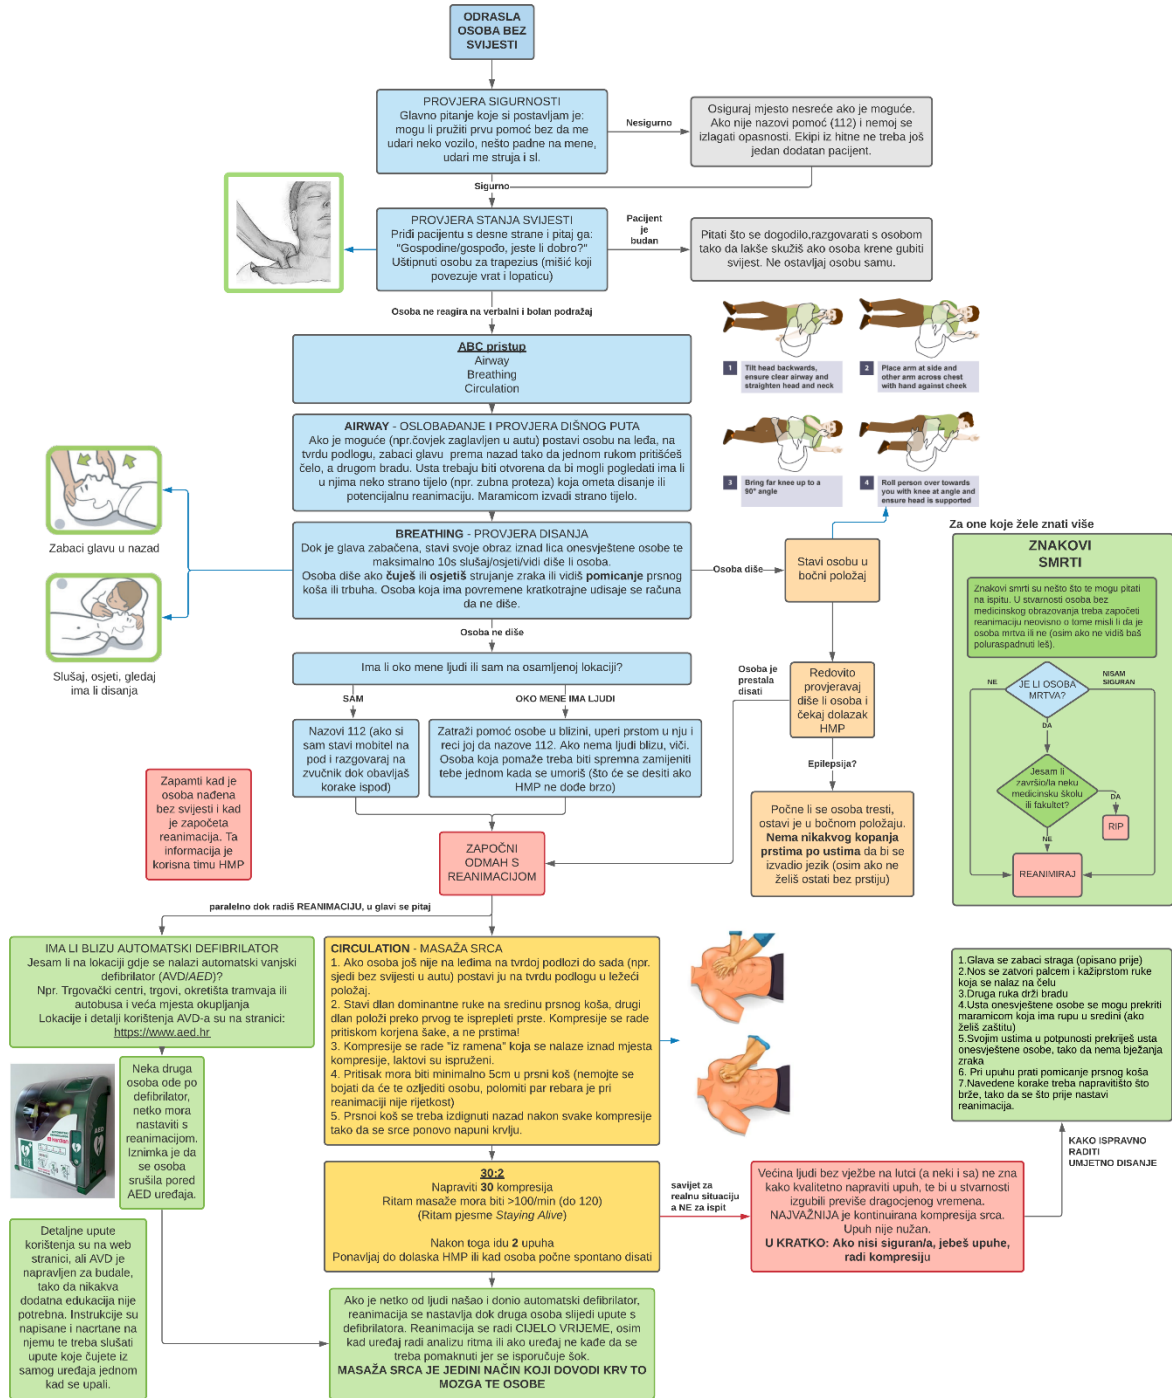 ODRASLA
OSOBA BEZ
SVIJESTI
PROVJERA SIGURNOSTI
Glavno pitanje koje si postavljam je:
mogu li pružiti prvu pomoć bez da me
udari neko vozilo, nešto padne na mene,
udari me struja i sl.
Nesigurno
Osiguraj mjesto nesreće ako je moguće.
Ako nije nazovi pomoć (112) i nemoj se
izlagati opasnosti. Ekipi iz hitne ne treba još
jedan dodatan pacijent.
Sigurno
PROVJERA STANJA SVIJESTI
Priđi pacijentu s desne strane i pitaj ga:
"Gospodine/gospođo, jeste li dobro?"
Uštipnuti osobu za trapezius (mišić koji
povezuje vrat i lopaticu)
Pacijent
je
budan
Pitati što se dogodilo,razgovarati s osobom
tako da lakše skužiš ako osoba krene gubiti
svijest. Ne ostavljaj osobu samu.
Osoba ne reagira na verbalni i bolan podražaj
ABC pristup
Airway
Breathing
Circulation
1 Tilt head backwards,
ensure clear airway and
straighten head and neck
2 Place arm at side and
other arm across chest
with hand against cheek
3 Bring far knee up to a
90° angle
4 Roll person over towards
you with knee at angle and
ensure head is supported
AIRWAY - OSLOBAĐANJE I PROVJERA DIŠNOG PUTA
Ako je moguće (npr.čovjek zaglavljen u autu) postavi osobu na leđa, na
tvrdu podlogu, zabaci glavu prema nazad tako da jednom rukom pritišćeš
čelo, a drugom bradu. Usta trebaju biti otvorena da bi mogli pogledati ima li
u njima neko strano tijelo (npr. zubna proteza) koja ometa disanje ili
potencijalnu reanimaciju. Maramicom izvadi strano tijelo.
Zabaci glavu u nazad
Slušaj, osjeti, gledaj
ima li disanja
BREATHING - PROVJERA DISANJA
Dok je glava zabačena, stavi svoje obraz iznad lica onesvještene osobe te
maksimalno 10s slušaj/osjeti/vidi diše li osoba.
Osoba diše ako čuješ ili osjetiš strujanje zraka ili vidiš pomicanje prsnog
koša ili trbuha. Osoba koja ima povremene kratkotrajne udisaje se računa
da ne diše.
Osoba diše
Stavi osobu u
bočni položaj
Za one koje žele znati više
ZNAKOVI
SMRTI
Znakovi smrti su nešto što te mogu pitati
na ispitu. U stvarnosti osoba bez
medicinskog obrazovanja treba započeti
reanimaciju neovisno o tome misli li da je
osoba mrtva ili ne (osim ako ne vidiš baš
poluraspadnuti leš).
NE
JE LI OSOBA
MRTVA?
NISAM
SIGURAN
DA
Jesam li
završio/la neku
medicinsku školu
ili fakultet?
DA
RIP
NE
REANIMIRAJ
Osoba ne diše
Ima li oko mene ljudi ili sam na osamljenoj lokaciji?
SAM
OKO MENE IMA LJUDI
Nazovi 112 (ako si
sam stavi mobitel na
pod i razgovaraj na
zvučnik dok obavljaš
korake ispod)
Zatraži pomoć osobe u blizini, uperi prstom u nju i
reci joj da nazove 112. Ako nema ljudi blizu, viči.
Osoba koja pomaže treba biti spremna zamijeniti
tebe jednom kada se umoriš (što će se desiti ako
HMP ne dođe brzo)
Osoba je
prestala
disati
Redovito
provjeravaj
diše li osoba i
čekaj dolazak
HMP
Epilepsija?
Počne li se osoba tresti,
ostavi je u bočnom položaju.
Nema nikakvog kopanja
prstima po ustima da bi se
izvadio jezik (osim ako ne
želiš ostati bez prstiju)
Zapamti kad je
osoba nađena
bez svijesti i kad
je započeta
reanimacija. Ta
informacija je
korisna timu HMP
ZAPOČNI
ODMAH S
REANIMACIJOM
paralelno dok radiš REANIMACIJU, u glavi se pitaj
IMA LI BLIZU AUTOMATSKI DEFIBRILATOR
Jesam li na lokaciji gdje se nalazi automatski vanjski
defibrilator (AVD/AED)?
Npr. Trgovački centri, trgovi, okretišta tramvaja ili
autobusa i veća mjesta okupljanja
Lokacije i detalji korištenja AVD-a su na stranici:
https://www.aed.hr
CIRCULATION - MASAŽA SRCA
1. Ako osoba još nije na leđima na tvrdoj podlozi do sada (npr.
sjedi bez svijesti u autu) postavi ju na tvrdu podlogu u ležeći
položaj.
2. Stavi dlan dominantne ruke na sredinu prsnog koša, drugi
dlan položi preko prvog te isprepleti prste. Kompresije se rade
pritiskom korjena šake, a ne prstima!
3. Kompresije se rade "iz ramena" koja se nalaze iznad mjesta
kompresije, laktovi su ispruženi.
4. Pritisak mora biti minimalno 5cm u prsni koš (nemojte se
bojati da će te ozljediti osobu, polomiti par rebara je pri
reanimaciji nije rijetkost)
5. Prsnoi koš se treba izdignuti nazad nakon svake kompresije
tako da se srce ponovo napuni krvlju.
1.Glava se zabaci straga (opisano prije)
2.Nos se zatvori palcem i kažiprstom ruke
koja se nalaz na čelu
3.Druga ruka drži bradu
4.Usta onesvještene osobe se mogu prekriti
maramicom koja ima rupu u sredini (ako
želiš zaštitu)
5.Svojim ustima u potpunosti prekriješ usta
onesvještene osobe, tako da nema bježanja
zraka
6. Pri upuhu prati pomicanje prsnog koša
7.Navedene korake treba napravitišto što
brže, tako da se što prije nastavi
reanimacija.
Neka druga
osoba ode po
defibrilator,
netko mora
nastaviti s
reanimacijom.
Iznimka je da
se osoba
srušila pored
AED uređaja.
AED
KAKO ISPRAVNO
RADITI
UMJETNO DISANJE
30:2
Napraviti 30 kompresija
Ritam masaže mora biti >100/min (do 120)
(Ritam pjesme Staying Alive)
Nakon toga idu 2 upuha
Ponavljaj do dolaska HMP ili kad osoba počne spontano disati
savijet za
realnu situaciju
a NE za ispit
Većina ljudi bez vježbe na lutci (a neki i sa) ne zna
kako kvalitetno napraviti upuh, te bi u stvarnosti
izgubili previše dragocjenog vremena.
NAJVAŽNIJA je kontinuirana kompresija srca.
Upuh nije nužan.
U KRATKO: Ako nisi siguran/a, jebeš upuhe,
radi kompresiju
Detaljne upute
korištenja su na web
stranici, ali AVD je
napravljen za budale,
tako da nikakva
dodatna edukacija nije
potrebna. Instrukcije su
napisane i nacrtane na
njemu te treba slušati
upute koje čujete iz
samog uređaja jednom
kad se upali.
Ako je netko od ljudi našao i donio automatski defibrilator,
reanimacija se nastavlja dok druga osoba slijedi upute s
defibrilatora. Reanimacija se radi CIJELO VRIJEME, osim
kad uređaj radi analizu ritma ili ako uređaj ne kađe da se
treba pomaknuti jer se isporučuje šok.
MASAŽA SRCA JE JEDINI NAČIN KOJI DOVODI KRV TO
MOZGA TE OSOBE